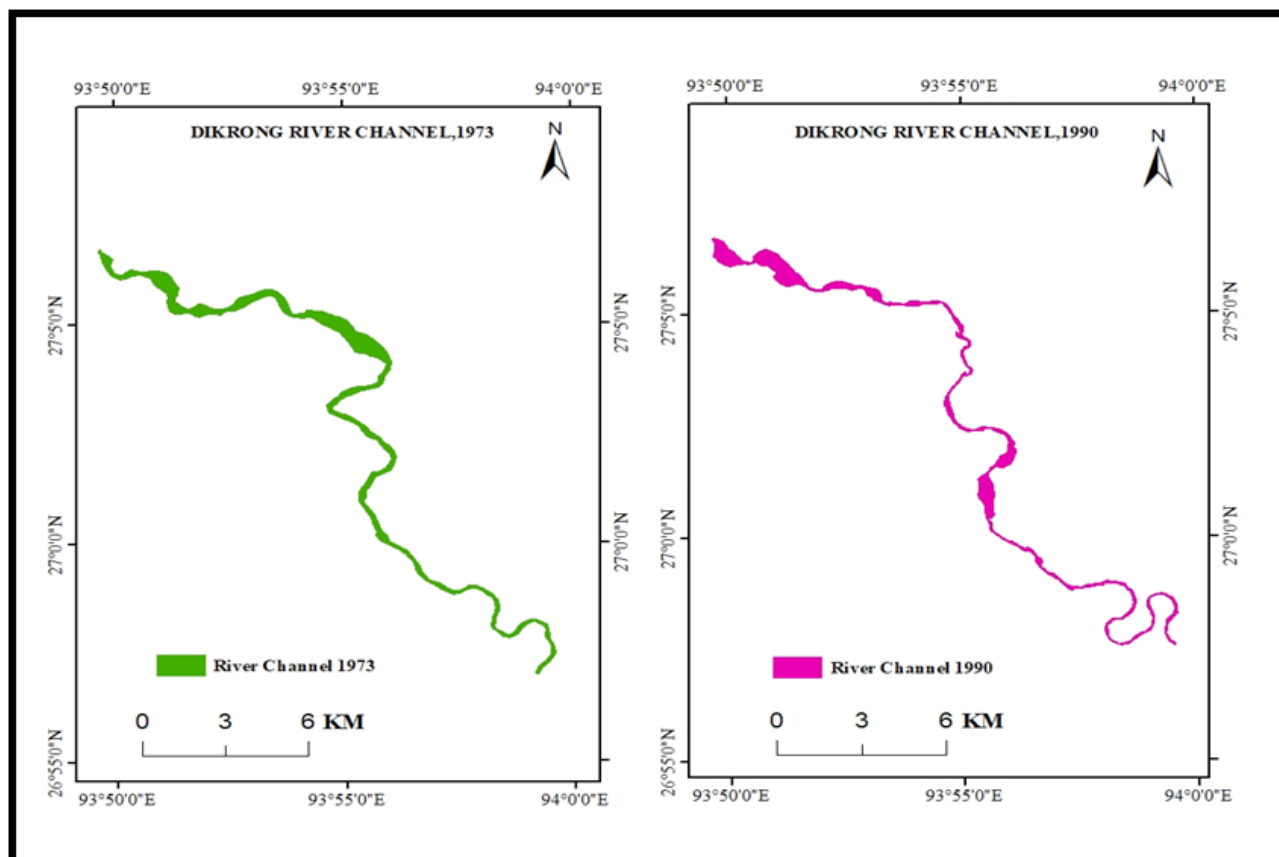 93°50'0"E 93°55'0"E 94°0'0"E
DIKRONG RIVER CHANNEL,1973
N
27°5'0"N
27°5'0"N
27°0'0"N
27°0'0"N
River Channel 1973
0 3 6 KM
26°55'0"N
93°50'0"E 93°55'0"E 94°0'0"E
93°50'0"E 93°55'0"E 94°0'0"E
DIKRONG RIVER CHANNEL,1990
N
27°5'0"N
27°5'0"N
27°0'0"N
27°0'0"N
River Channel 1990
0 3 6 KM
26°55'0"N
93°50'0"E 93°55'0"E 94°0'0"E